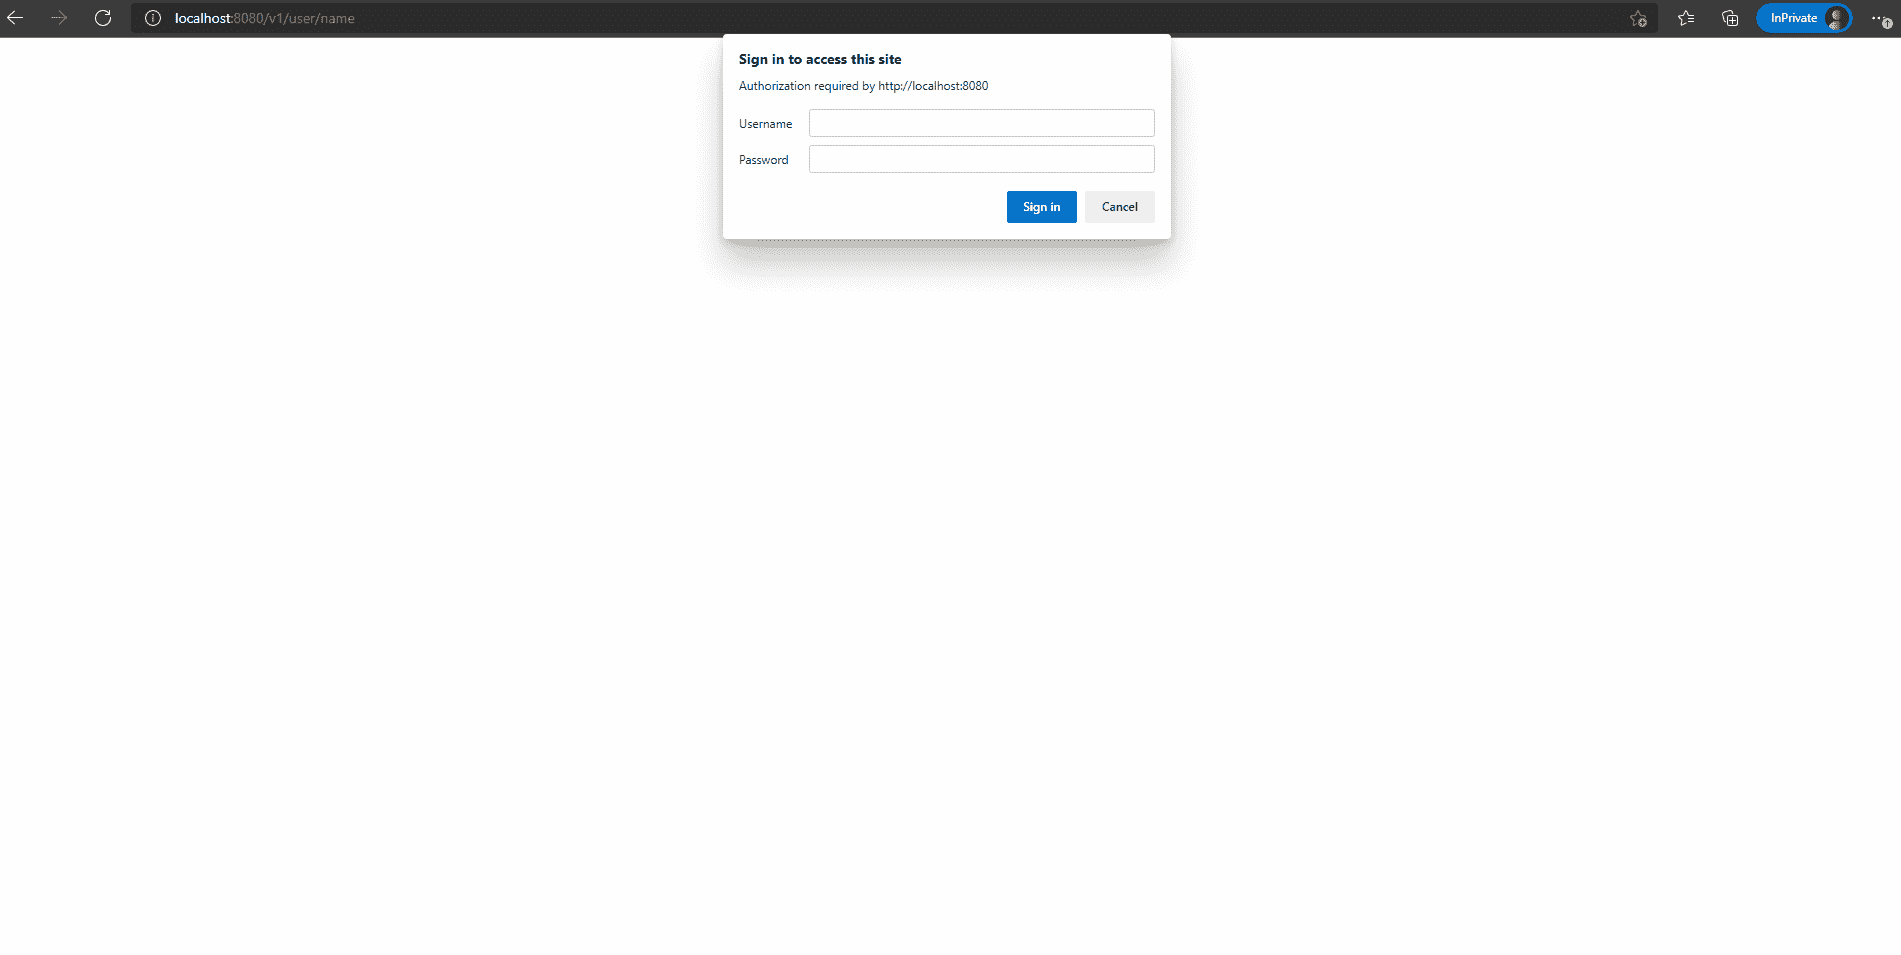 localhost:8080/v1/user/name
InPrivate
Sign in to access this site
Authorization required by http://localhost:8080
Username
Password
Sign in
Cancel